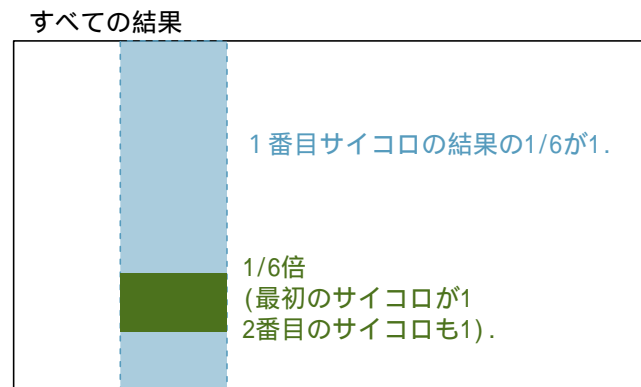 すべての結果
1番目サイコロの結果の1/6が1.
1/6倍
(最初のサイコロが1
2番目のサイコロも1).